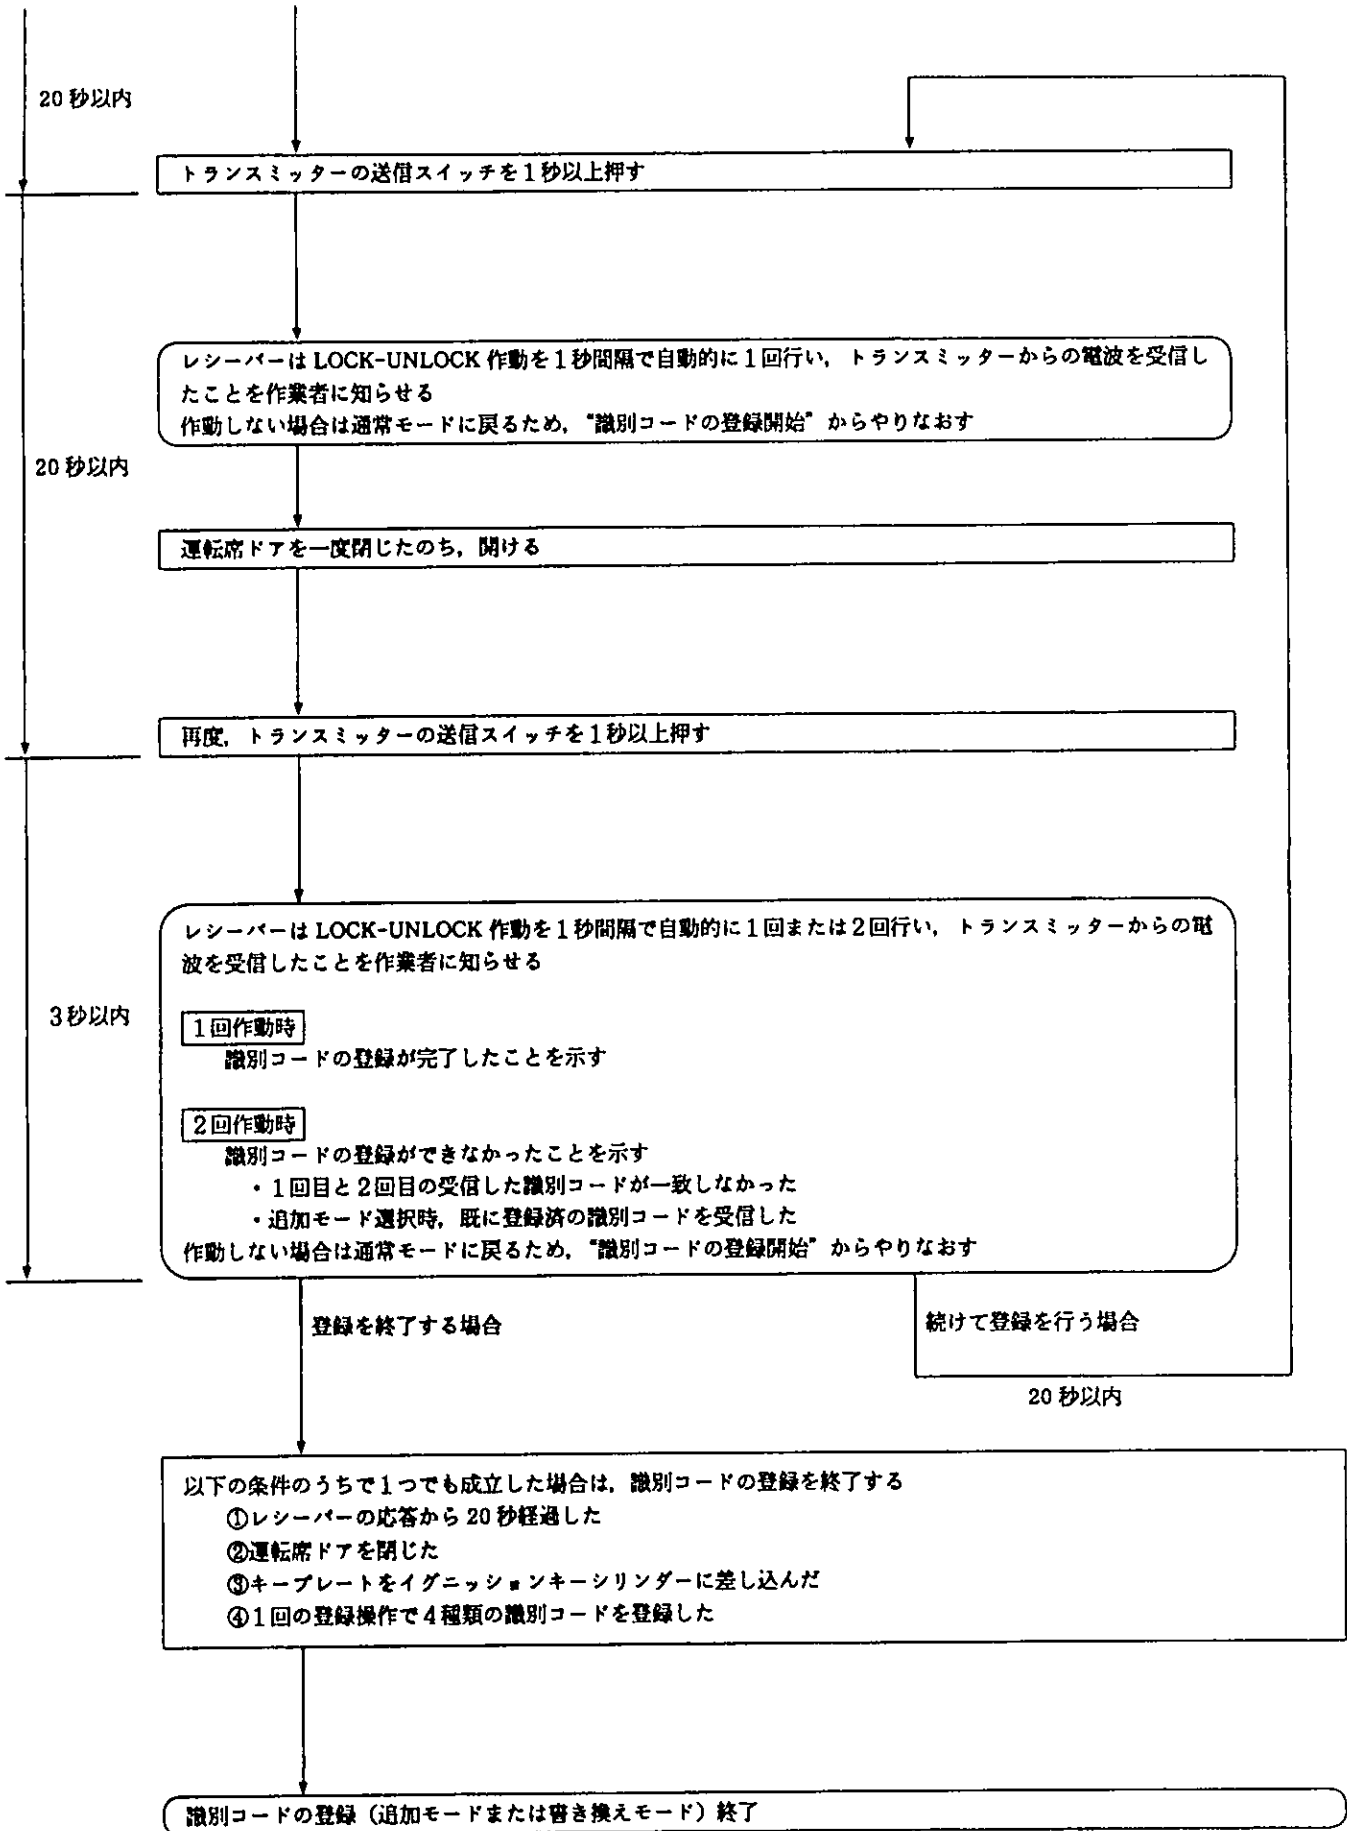 20秒以内
トランスミッターの送信スイッチを1秒以上押す
レシーバーは LOCK-UNLOCK 作動を1秒間隔で自動的に1回行い，トランスミッターからの電波を受信し
たことを作業者に知らせる
作動しない場合は通常モードに戻るため，“識別コードの登録開始”からやりなおす
20秒以内
運転席ドアを一度閉じたのち，開ける
再度，トランスミッターの送信スイッチを1秒以上押す
レシーバーは LOCK-UNLOCK 作動を1秒間隔で自動的に1回または2回行い，トランスミッターからの電
波を受信したことを作業者に知らせる
3秒以内
1回作動時
識別コードの登録が完了したことを示す
2回作動時
識別コードの登録ができなかったことを示す
・1回目と2回目の受信した識別コードが一致しなかった
・追加モード選択時，既に登録済の識別コードを受信した
作動しない場合は通常モードに戻るため，“識別コードの登録開始”からやりなおす
登録を終了する場合
続けて登録を行う場合
20秒以内
以下の条件のうちで1つでも成立した場合は，識別コードの登録を終了する
①レシーバーの応答から20秒経過した
②運転席ドアを閉じた
③キープレートをイグニッションキーシリンダーに差し込んだ
④1回の登録操作で4種類の識別コードを登録した
識別コードの登録（追加モードまたは書き換えモード）終了